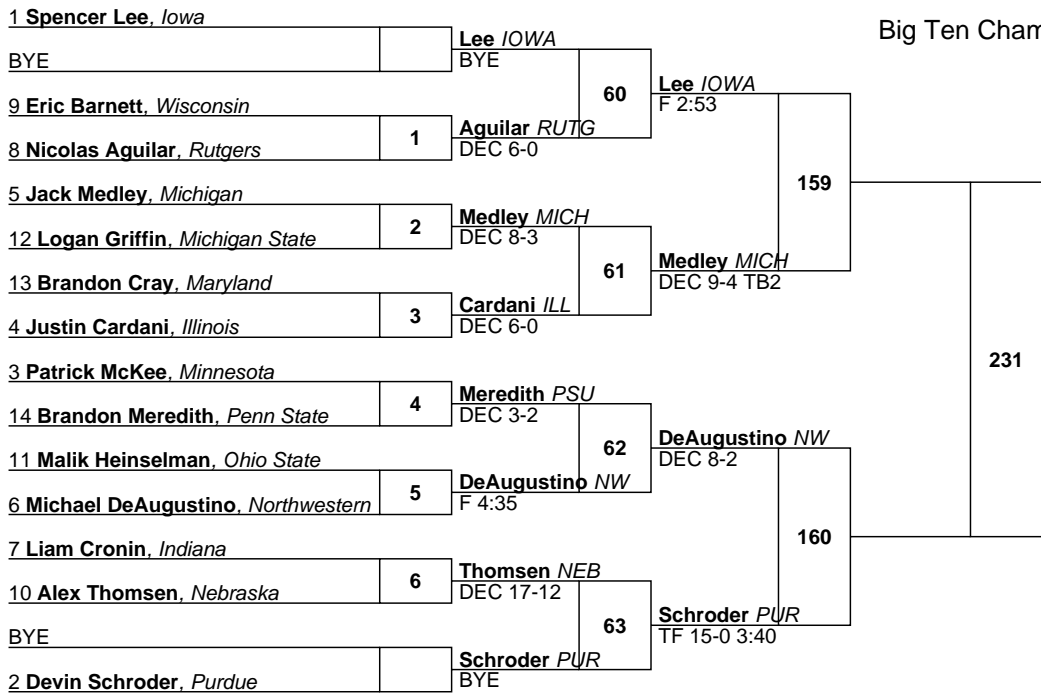 1 Spencer Lee, Iowa
BYE
9 Eric Barnett, Wisconsin
8 Nicolas Aguilar, Rutgers
5 Jack Medley, Michigan
12 Logan Griffin, Michigan State
13 Brandon Cray, Maryland
4 Justin Cardani, Illinois
3 Patrick McKee, Minnesota
14 Brandon Meredith, Penn State
11 Malik Heinselman, Ohio State
6 Michael DeAugustino, Northwestern
7 Liam Cronin, Indiana
10 Alex Thomsen, Nebraska
BYE
2 Devin Schroder, Purdue
1
2
3
4
5
6
Lee IOWA
BYE
Aguilar RUTG
DEC 6-0
Medley MICH
DEC 8-3
Cardani ILL
DEC 6-0
Meredith PSU
DEC 3-2
DeAugustino NW
F 4:35
Thomsen NEB
DEC 17-12
Schroder PUR
BYE
60
61
62
63
Lee IOWA
F 2:53
Medley MICH
DEC 9-4 TB2
DeAugustino NW
DEC 8-2
Schroder PUR
TF 15-0 3:40
159
160
231
Big Ten Cham